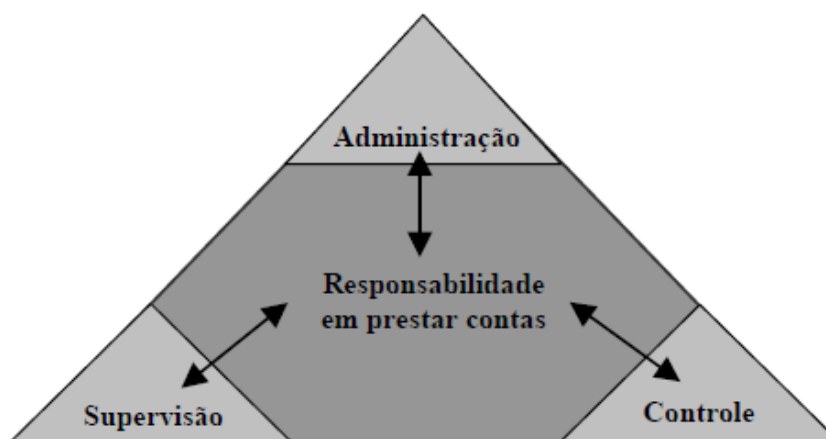 Administração
Responsabilidade
em prestar contas
Supervisão
Controle